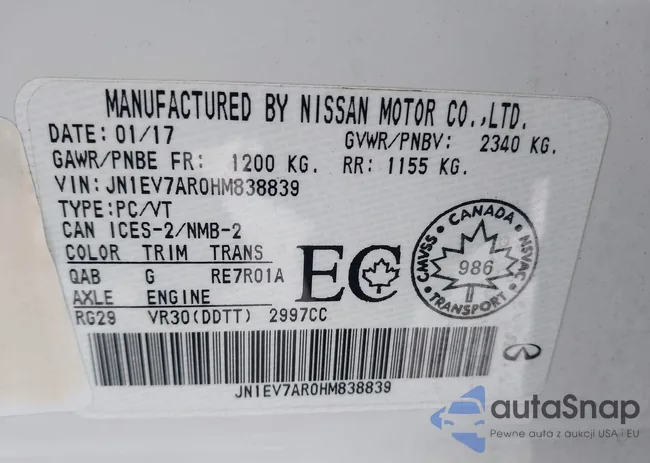 MANUFACTURED BY NISSAN MOTOR CO.,LTD.
DATE: 01/17 GVWR/PNBV: 2340 KG.
GAWR/PNBE FR: 1200 KG. RR: 1155 KG.
VIN: JN1EV7AR0HM838839
TYPE: PC/VT
CAN ICES-2/NMB-2
COLOR TRIM TRANS
QAB G RE7R01A
AXLE ENGINE
RG29 VR30(DDTT) 2997CC
EC
CANADA
CMVSS 986 NSVAC
TRANSPORT
JN1EV7AR0HM838839
autaSnap
Pewne auta z aukcji USA i EU